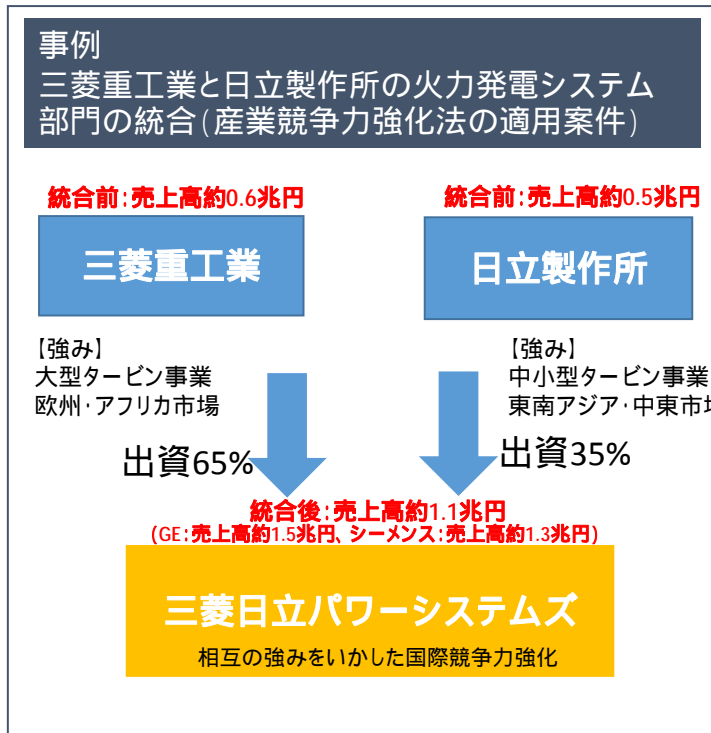 事例
三菱重工業と日立製作所の火力発電システム
部門の統合(産業競争力強化法の適用案件)
統合前:売上高約0.6兆円
統合前:売上高約0.5兆円
三菱重工業
日立製作所
【強み】
大型タービン事業
欧州・アフリカ市場
【強み】
中小型タービン事業
東南アジア・中東市場
出資65%
出資35%
統合後:売上高約1.1兆円
(GE:売上高約1.5兆円、シーメンス:売上高約1.3兆円)
三菱日立パワーシステムズ
相互の強みをいかした国際競争力強化